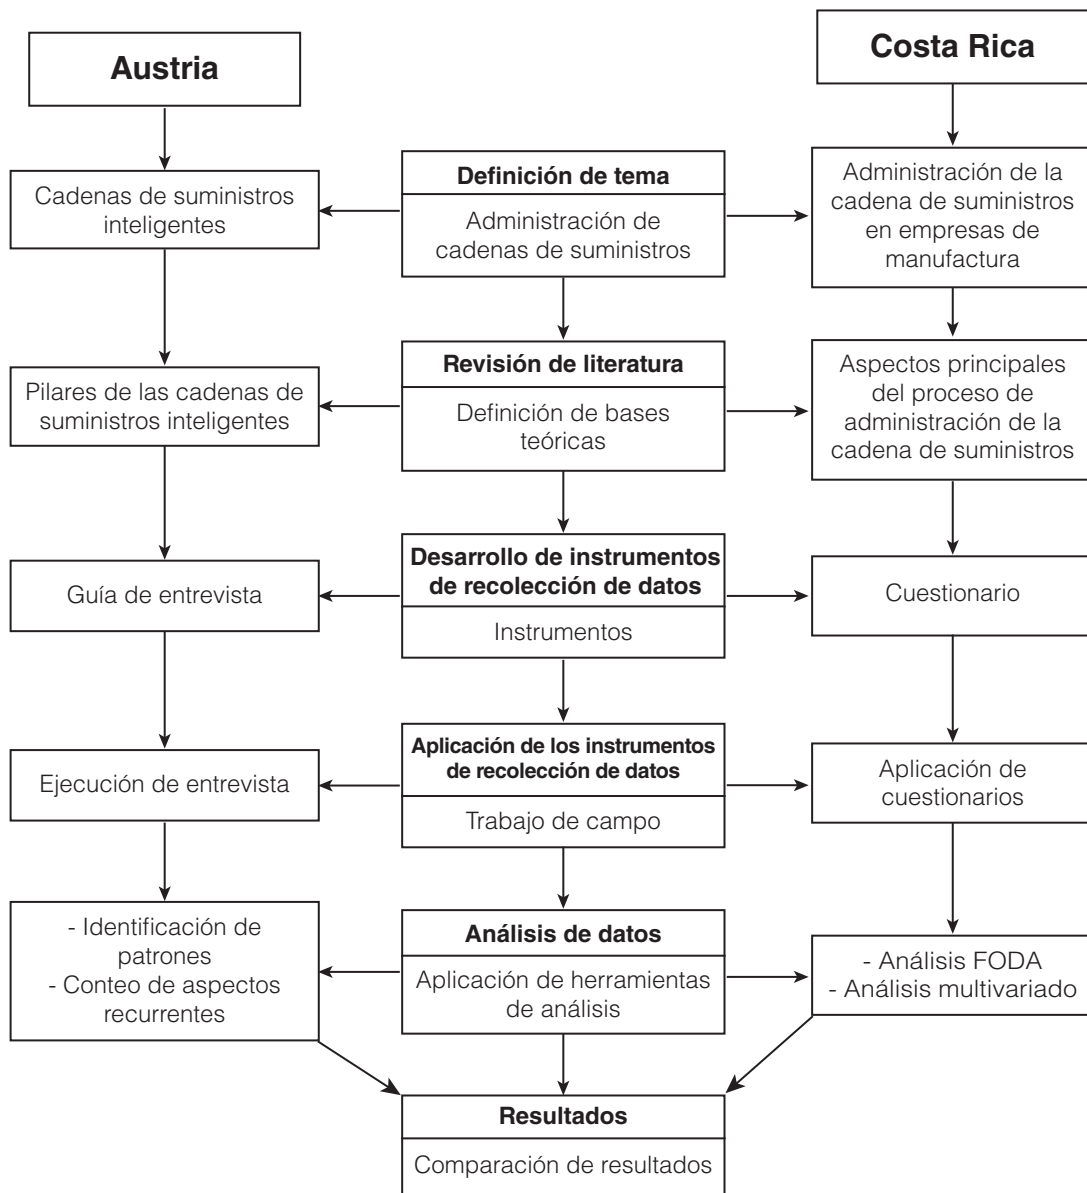 Austria
Costa Rica
Definición de tema
Administración de
cadenas de suministros
Cadenas de suministros
inteligentes
Administración de la
cadena de suministros
en empresas de
manufactura
Revisión de literatura
Definición de bases
teóricas
Pilares de las cadenas de
suministros inteligentes
Aspectos principales
del proceso de
administración de la
cadena de suministros
Desarrollo de instrumentos
de recolección de datos
Instrumentos
Guía de entrevista
Cuestionario
Aplicación de los instrumentos
de recolección de datos
Trabajo de campo
Ejecución de entrevista
Aplicación de
cuestionarios
Análisis de datos
Aplicación de herramientas
de análisis
- Identificación de
patrones
- Conteo de aspectos
recurrentes
- Análisis FODA
- Análisis multivariado
Resultados
Comparación de resultados